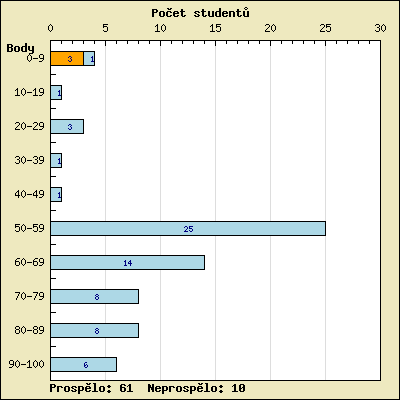 Počet studentů
0 5 10 15 20 25 30
Body
0-9 3 1
10-19 1
20-29 3
30-39 1
40-49 1
50-59 25
60-69 14
70-79 8
80-89 8
90-100 6
Prospělo: 61 Neprospělo: 10